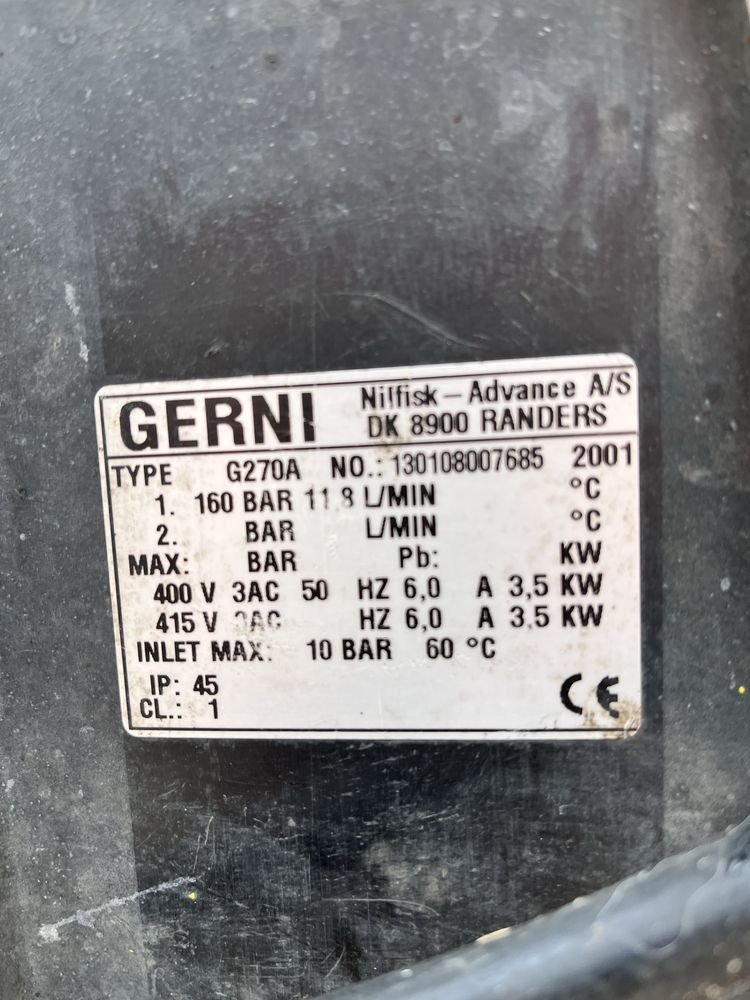 GERNI
Nilfisk – Advance A/S
DK 8900 RANDERS
TYPE G270A NO.: 130108007685 2001
1. 160 BAR 11,8 L/MIN °C
2. BAR L/MIN °C
MAX: BAR Pb: KW
400 V 3AC 50 HZ 6,0 A 3,5 KW
415 V 3AC HZ 6,0 A 3.5 KW
INLET MAX: 10 BAR 60 °C
IP: 45
CL.: 1
CE